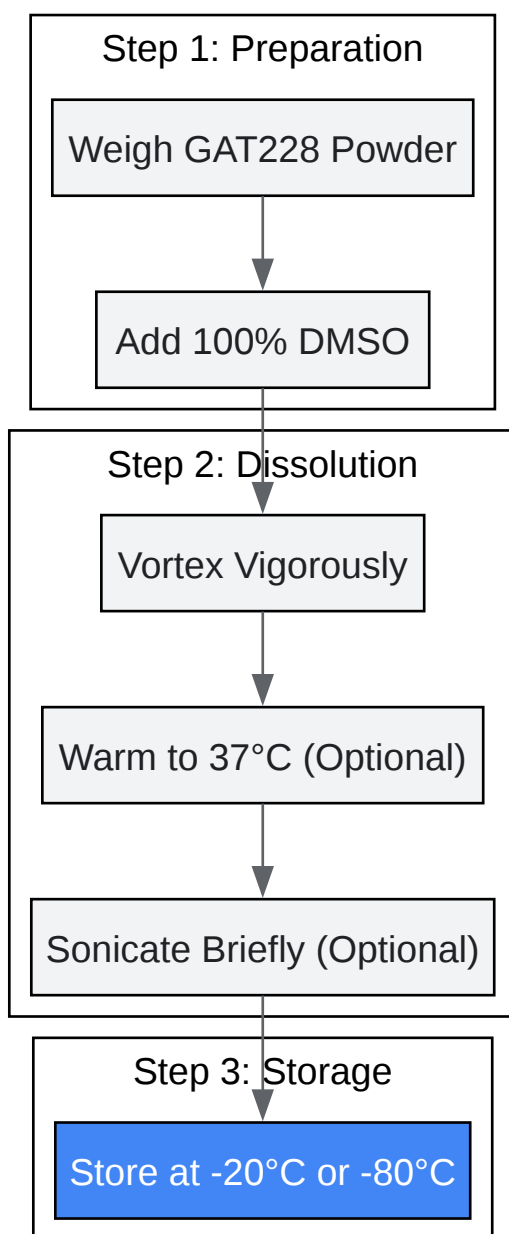 Step 1: Preparation
Weigh GAT228 Powder
Add 100% DMSO
Step 2: Dissolution
Vortex Vigorously
Warm to 37°C (Optional)
Sonicate Briefly (Optional)
Step 3: Storage
Store at -20°C or -80°C